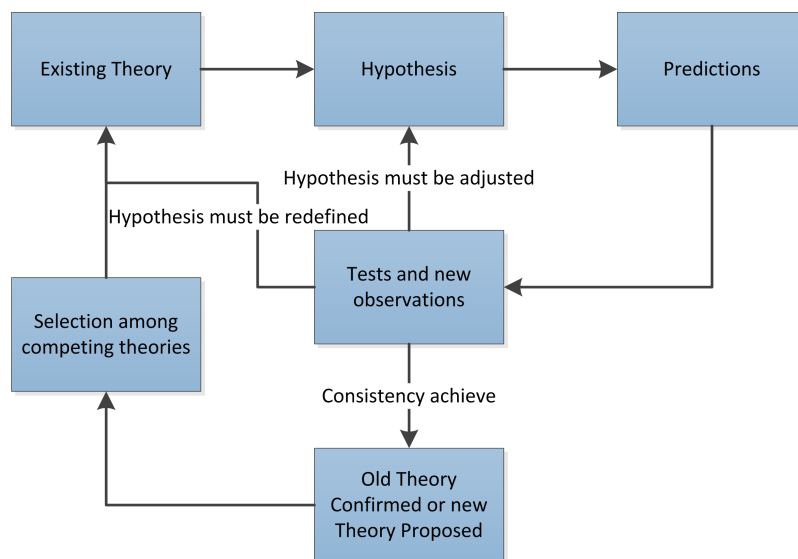 Existing Theory
Hypothesis
Predictions
Hypothesis must be adjusted
Hypothesis must be redefined
Tests and new
observations
Selection among
competing theories
Consistency achieve
Old Theory
Confirmed or new
Theory Proposed